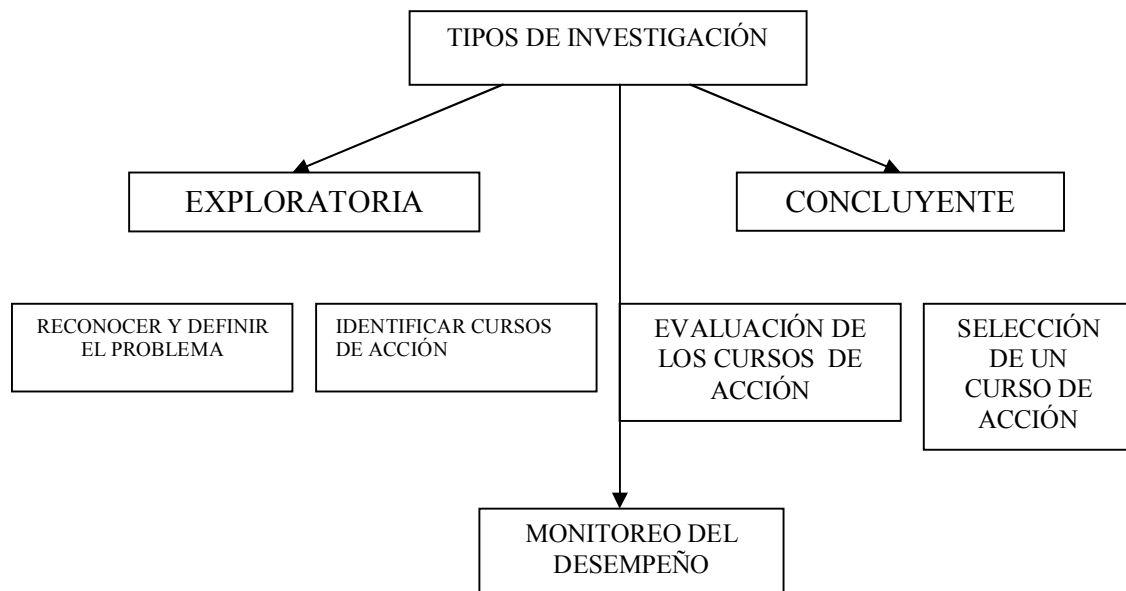 TIPOS DE INVESTIGACIÓN
EXPLORATORIA
CONCLUYENTE
RECONOCER Y DEFINIR
EL PROBLEMA
IDENTIFICAR CURSOS
DE ACCIÓN
EVALUACIÓN DE
LOS CURSOS DE
ACCIÓN
SELECCIÓN
DE UN
CURSO DE
ACCIÓN
MONITOREO DEL
DESEMPEÑO